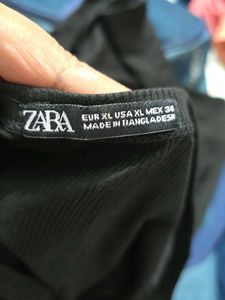 ZARA
EUR XL USA XL MEX 34
MADE IN BANGLADESH